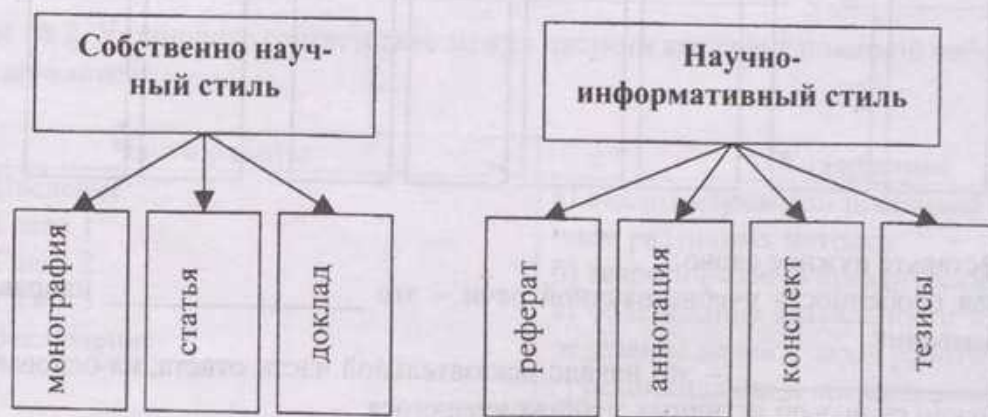 Собственно науч-
ный стиль
Научно-
информативный стиль
монография
статья
доклад
реферат
аннотация
конспект
тезисы